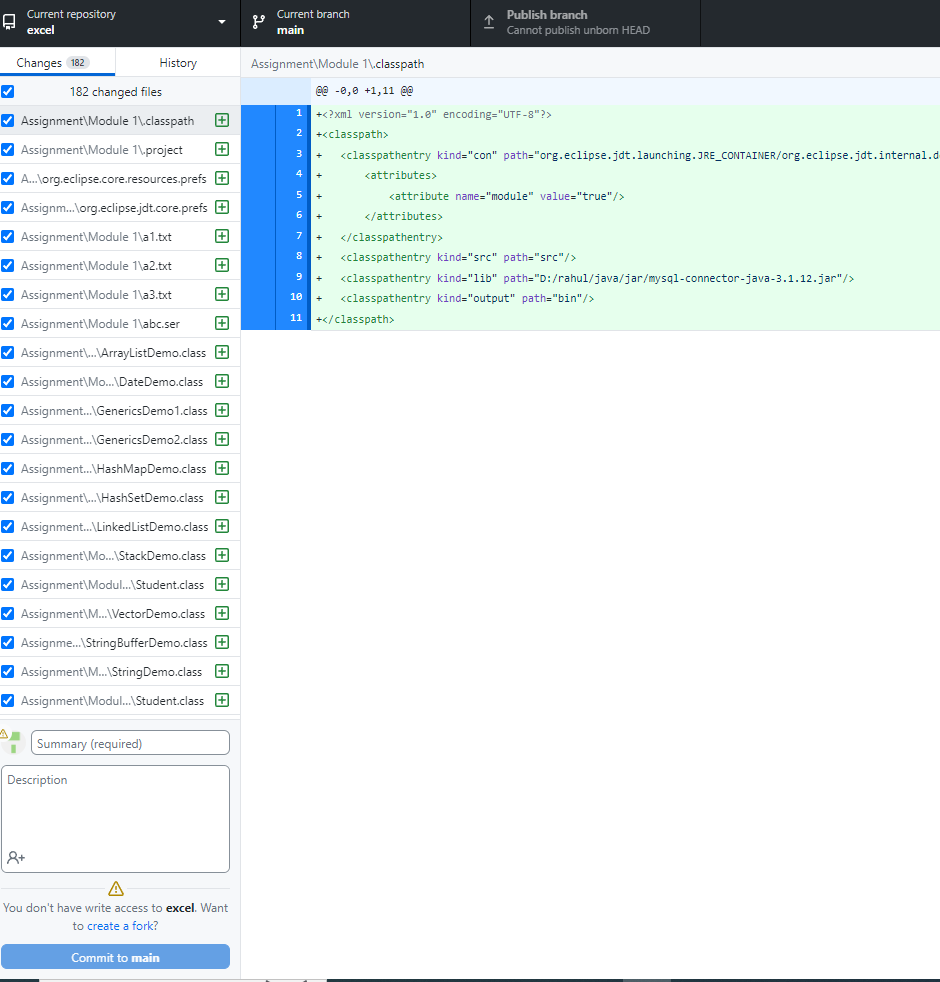 Current repository
excel
Current branch
main
Publish branch
Cannot publish unborn HEAD
Changes 182
History
Assignment\Module 1\.classpath
182 changed files
@@ -0,0 +1,11 @@
Assignment\Module 1\.classpath
Assignment\Module 1\.project
A...\org.eclipse.core.resources.prefs
Assignm...\org.eclipse.jdt.core.prefs
Assignment\Module 1\a1.txt
Assignment\Module 1\a2.txt
Assignment\Module 1\a3.txt
Assignment\Module 1\abc.ser
Assignment\...\ArrayListDemo.class
Assignment\Mo...\DateDemo.class
Assignment...\GenericsDemo1.class
Assignment...\GenericsDemo2.class
Assignment...\HashMapDemo.class
Assignment\...\HashSetDemo.class
Assignment...\LinkedListDemo.class
Assignment\Mo...\StackDemo.class
Assignment\Modul...\Student.class
Assignment\M...\VectorDemo.class
Assignme...\StringBufferDemo.class
Assignment\M...\StringDemo.class
Assignment\Modul...\Student.class
1 +<?xml version="1.0" encoding="UTF-8"?>
2 +<classpath>
3 + <classpathentry kind="con" path="org.eclipse.jdt.launching.JRE_CONTAINER/org.eclipse.jdt.internal.d
4 + <attributes>
5 + <attribute name="module" value="true"/>
6 + </attributes>
7 + </classpathentry>
8 + <classpathentry kind="src" path="src"/>
9 + <classpathentry kind="lib" path="D:/rahul/java/jar/mysql-connector-java-3.1.12.jar"/>
10 + <classpathentry kind="output" path="bin"/>
11 +</classpath>
Summary (required)
Description
You don't have write access to excel. Want
to create a fork?
Commit to main